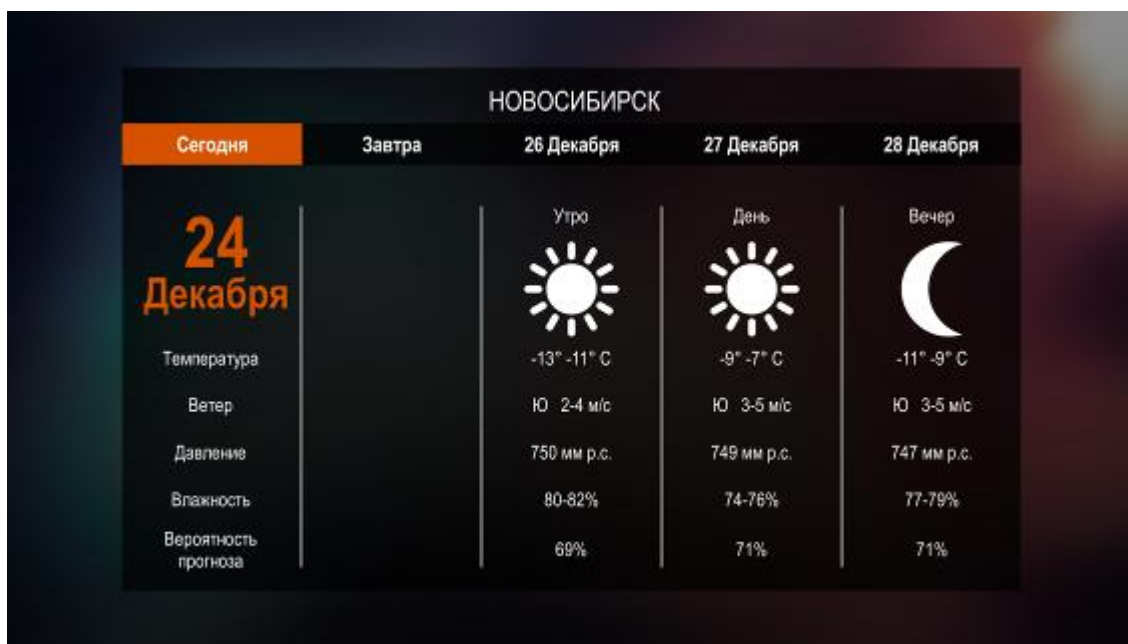 НОВОСИБИРСК
Сегодня Завтра 26 Декабря 27 Декабря 28 Декабря
24
Декабря
Утро День Вечер
Температура -13° -11° C -9° -7° C -11° -9° C
Ветер Ю 2-4 м/с Ю 3-5 м/с Ю 3-5 м/с
Давление 750 мм р.с. 749 мм р.с. 747 мм р.с.
Влажность 80-82% 74-76% 77-79%
Вероятность
прогноза 69% 71% 71%